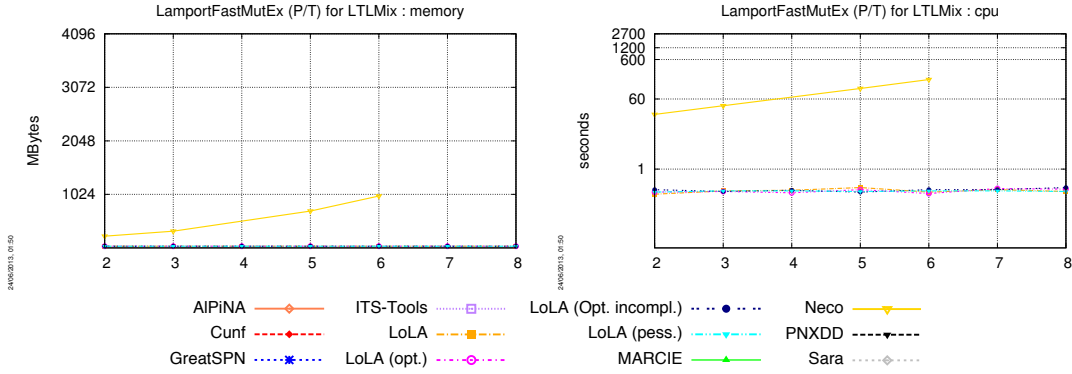 LamportFastMutEx (P/T) for LTLMix : memory
4096
3072
2048
1024
MBytes
2 3 4 5 6 7 8
24/06/2013, 01:50
LamportFastMutEx (P/T) for LTLMix : cpu
2700
1200
600
60
1
seconds
2 3 4 5 6 7 8
24/06/2013, 01:50
AlPiNA
Cunf
GreatSPN
ITS-Tools
LoLA
LoLA (opt.)
LoLA (Opt. incompl.)
LoLA (pess.)
MARCIE
Neco
PNXDD
Sara